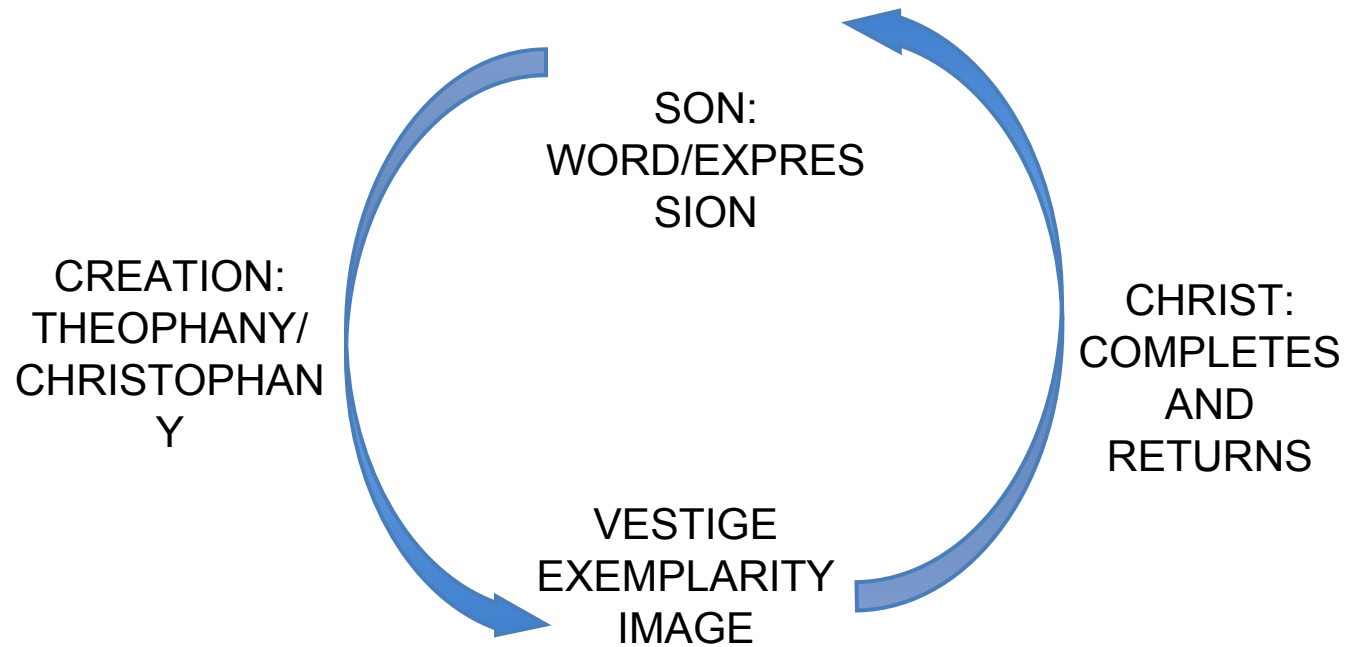 SON:
WORD/EXPRES
SION
CREATION:
THEOPHANY/
CHRISTOPHAN
Y
CHRIST:
COMPLETES
AND
RETURNS
VESTIGE
EXEMPLARITY
IMAGE